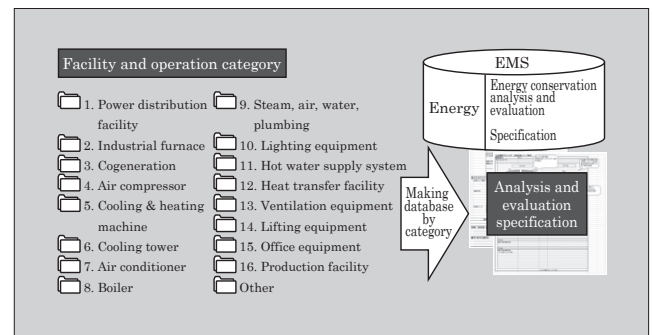 Facility and operation category
1. Power distribution
facility
2. Industrial furnace
3. Cogeneration
4. Air compressor
5. Cooling & heating
machine
6. Cooling tower
7. Air conditioner
8. Boiler
9. Steam, air, water,
plumbing
10. Lighting equipment
11. Hot water supply system
12. Heat transfer facility
13. Ventilation equipment
14. Lifting equipment
15. Office equipment
16. Production facility
Other
Making
database
by
category
EMS
Energy
Energy conservation
analysis and
evaluation
Specification
Analysis and
evaluation
specification